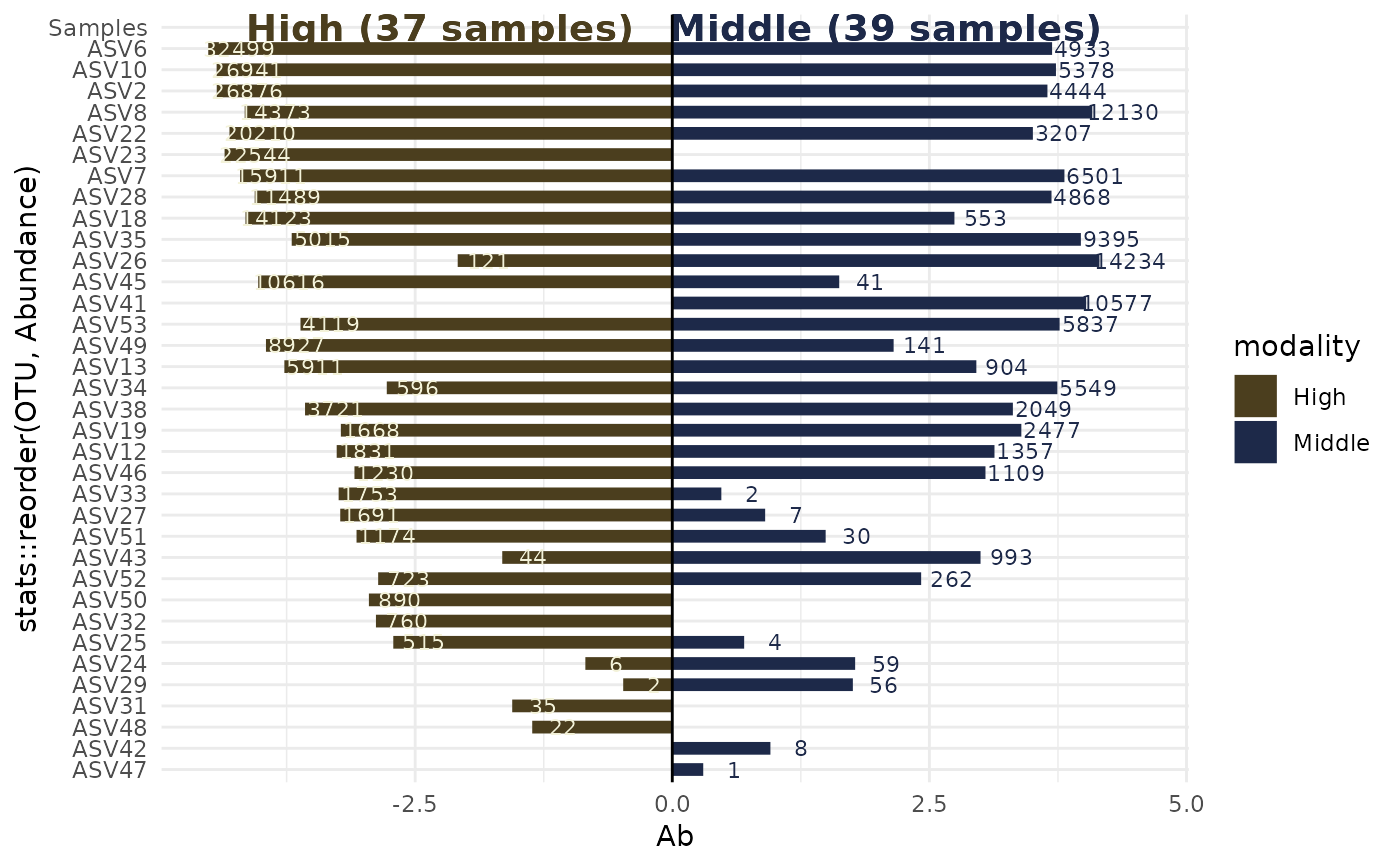 High (37 samples) Middle (39 samples)
Samples
ASV6 32499 4933
ASV10 26941 5378
ASV2 26876 4444
ASV8 14373 12130
ASV22 20210 3207
ASV23 22544
ASV7 15911 6501
ASV28 11489 4868
ASV18 14123 553
ASV35 5015 9395
ASV26 121 14234
ASV45 10616 41
ASV41 10577
ASV53 4119 5837
ASV49 8927 141
ASV13 5911 904
ASV34 596 5549
ASV38 3721 2049
ASV19 1668 2477
ASV12 1831 1357
ASV46 1230 1109
ASV33 1753 2
ASV27 1691 7
ASV51 1174 30
ASV43 44 993
ASV52 723 262
ASV50 890
ASV32 760
ASV25 515 4
ASV24 6 59
ASV29 2 56
ASV31 35
ASV48 22
ASV42 8
ASV47 1
-2.5 0.0 2.5 5.0
Ab
stats::reorder(OTU, Abundance)
modality
High
Middle